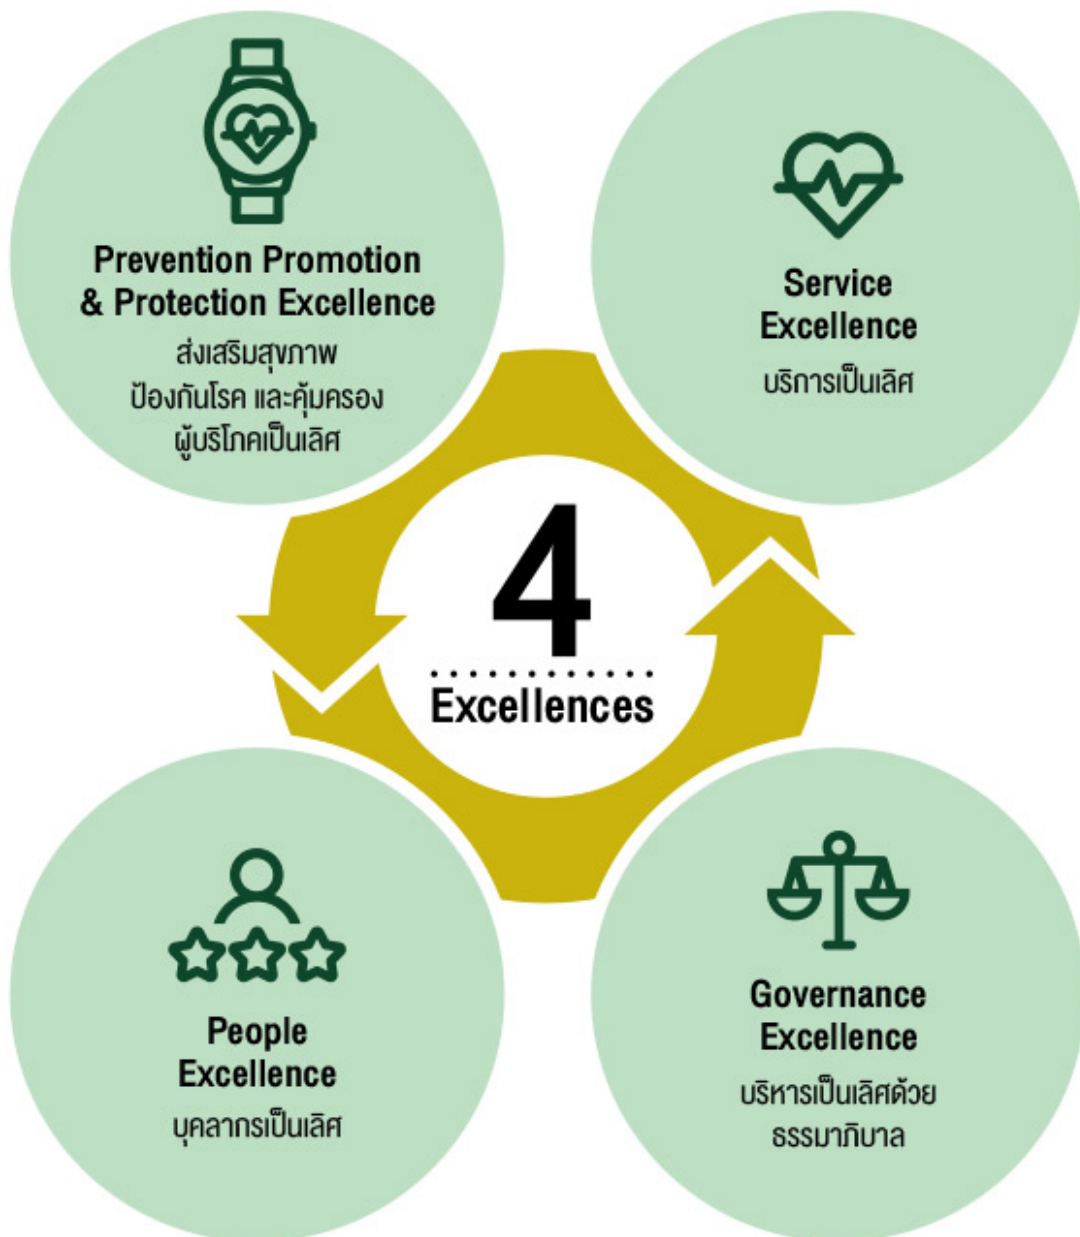 Prevention Promotion
& Protection Excellence
ส่งเสริมสุขภาพ
ป้องกันโรค และคุ้มครอง
ผู้บริโภคเป็นเลิศ
Service
Excellence
บริการเป็นเลิศ
4
Excellences
People
Excellence
บุคลากรเป็นเลิศ
Governance
Excellence
บริหารเป็นเลิศด้วย
ธรรมาภิบาล